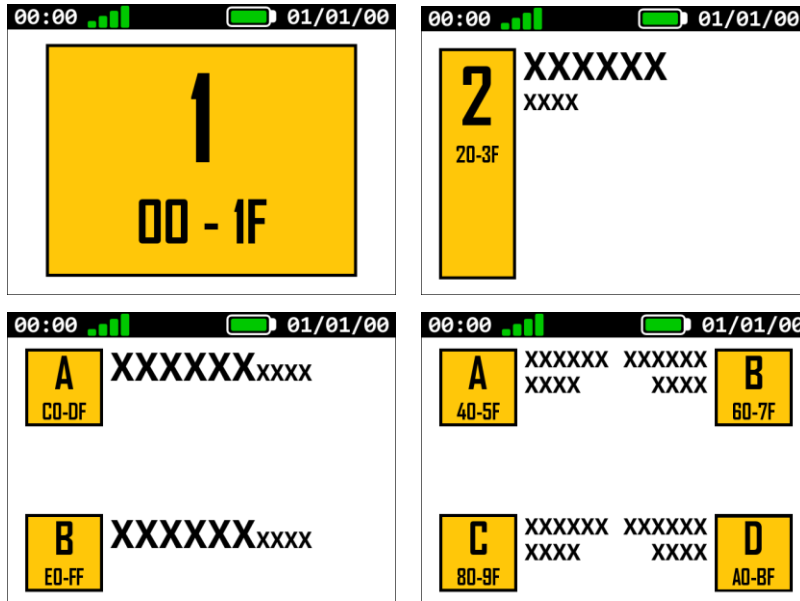 00:00 01/01/00
1
00 - 1F
00:00 01/01/00
2
20-3F
XXXXXX
XXXX
00:00 01/01/00
A
C0-DF
XXXXXXXXXX
B
E0-FF
XXXXXXXXXX
00:00 01/01/00
A
40-5F
XXXXXX XXXXXX
XXXX XXXX
B
60-7F
C
80-9F
XXXXXX XXXXXX
XXXX XXXX
D
A0-BF